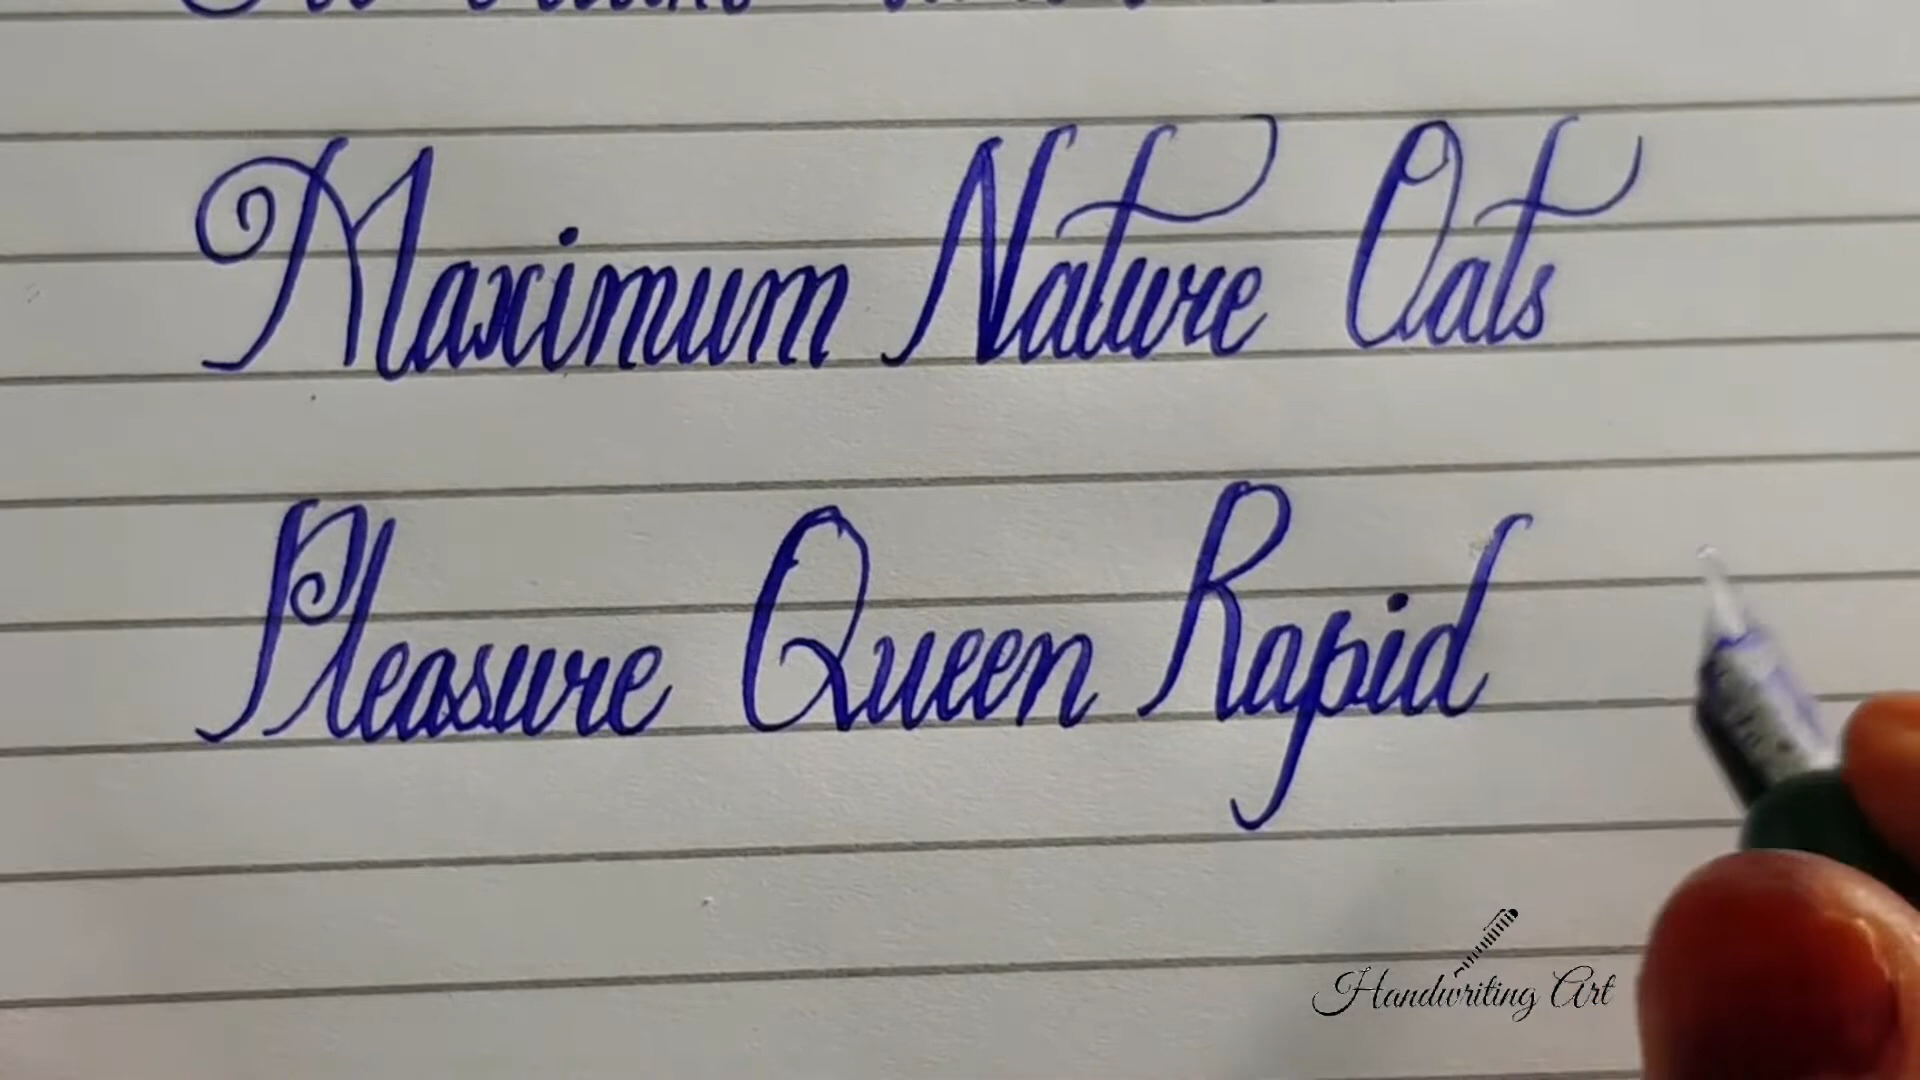 Maximum Nature Oats
Pleasure Queen Rapid
Handwriting Art